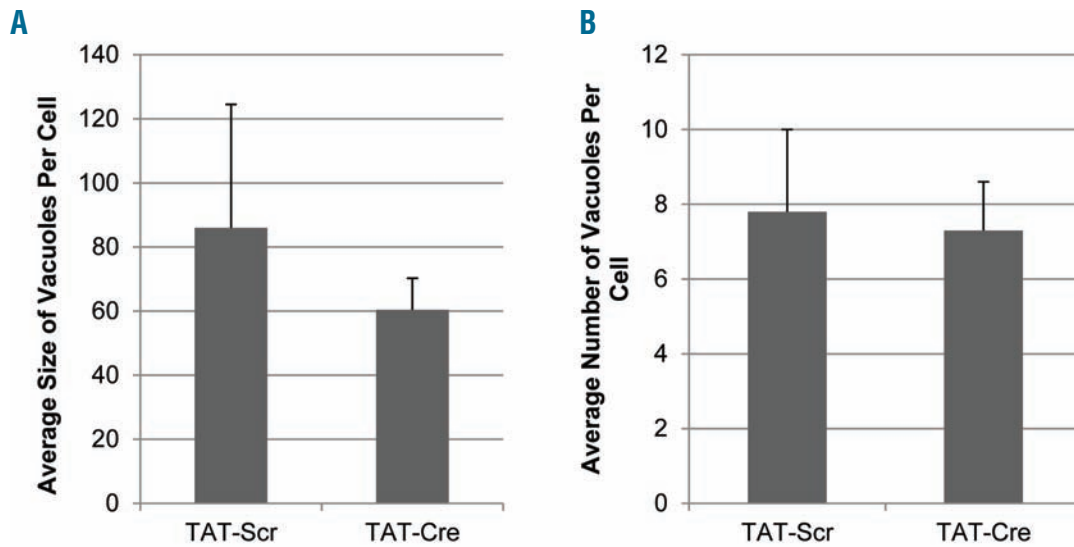 A
Average Size of Vacuoles Per Cell
140
120
100
80
60
40
20
0
TAT-Scr
TAT-Cre
B
Average Number of Vacuoles Per
Cell
12
10
8
6
4
2
0
TAT-Scr
TAT-Cre